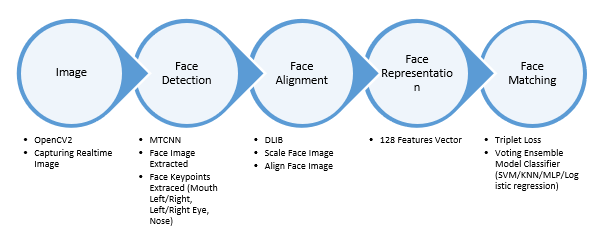 Image
Face
Detection
Face
Alignment
Face
Representatio
n
Face
Matching
• OpenCV2
• Capturing Realtime
Image
• MTCNN
• Face Image
Extracted
• Face Keypoints
Extraced (Mouth
Left/Right,
Left/Right Eye,
Nose)
• DLIB
• Scale Face Image
• Align Face Image
• 128 Features Vector
• Triplet Loss
• Voting Ensemble
Model Classifier
(SVM/KNN/MLP/Log
istic regression)